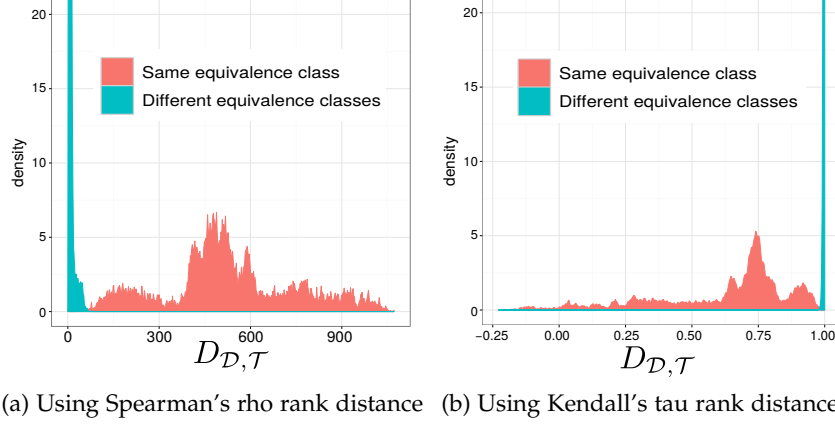 20
15
10
5
0
density
Same equivalence class
Different equivalence classes
0 300 600 900
D_{𝒟,𝒯}
(a) Using Spearman's rho rank distance
20
15
10
5
0
density
Same equivalence class
Different equivalence classes
−0.25 0.00 0.25 0.50 0.75 1.00
D_{𝒟,𝒯}
(b) Using Kendall's tau rank distance